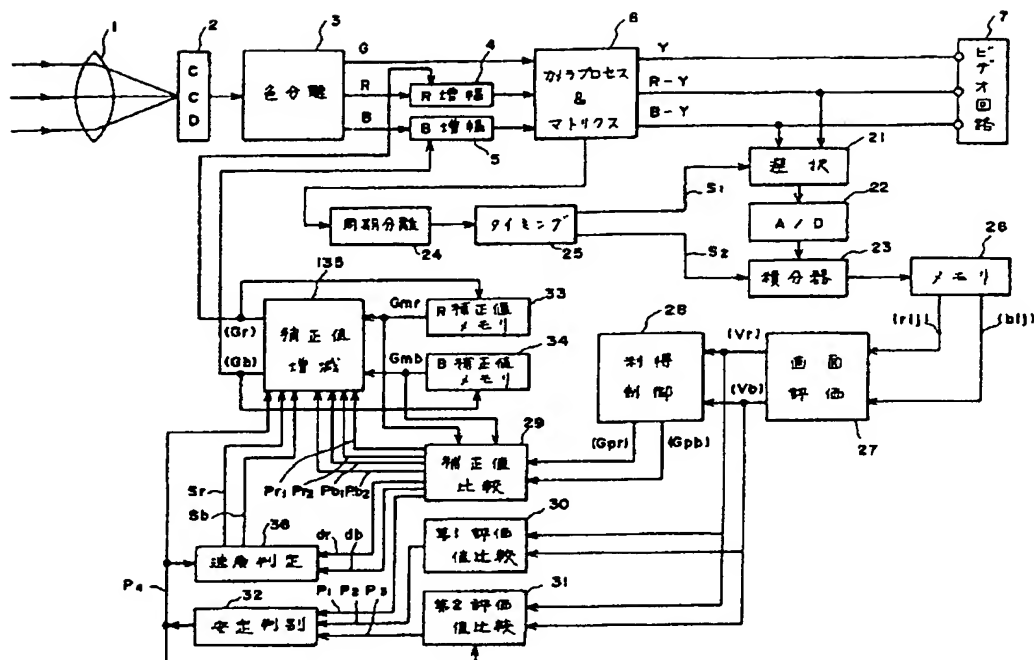 1
2
3
6
7
C
C
D
色分離
G
R
B
4
R増幅
B増幅
5
カメラプロセス
&
マトリクス
Y
R-Y
B-Y
ビデオ回路
21
選択
22
A/D
23
積分器
26
メモリ
周期分離
24
タイミング
25
S1
S2
135
補正値
増減
(Gr)
(Gb)
Gmr
Gmb
33
R補正値
メモリ
34
B補正値
メモリ
28
利得
制御
(Vr)
(Vb)
(rij)
(bij)
画面
評価
27
(Gpr)
(Gpb)
29
補正値
比較
Pr1
Pr2
Pb1
Pb2
Sr
Sb
dr
db
36
速度判定
30
第1評価
値比較
31
第2評価
値比較
P1
P2
P3
P4
32
安定判別